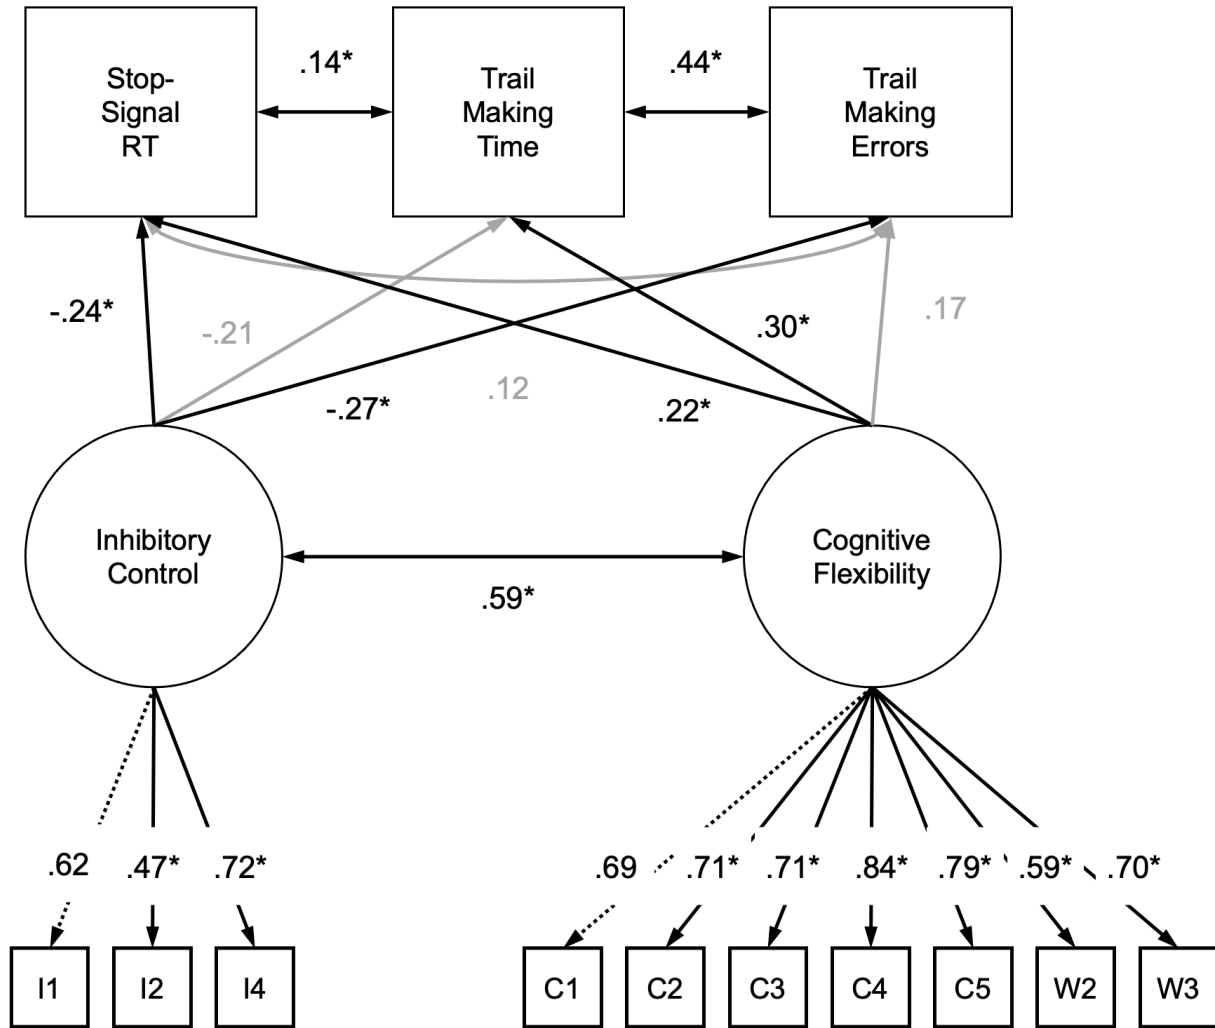 Stop-
Signal
RT
.14*
Trail
Making
Time
.44*
Trail
Making
Errors
-.24*
-.21
-.27*
.12
.22*
.30*
.17
Inhibitory
Control
.59*
Cognitive
Flexibility
.62
.47*
.72*
.69
.71*
.71*
.84*
.79*
.59*
.70*
I1
I2
I4
C1
C2
C3
C4
C5
W2
W3